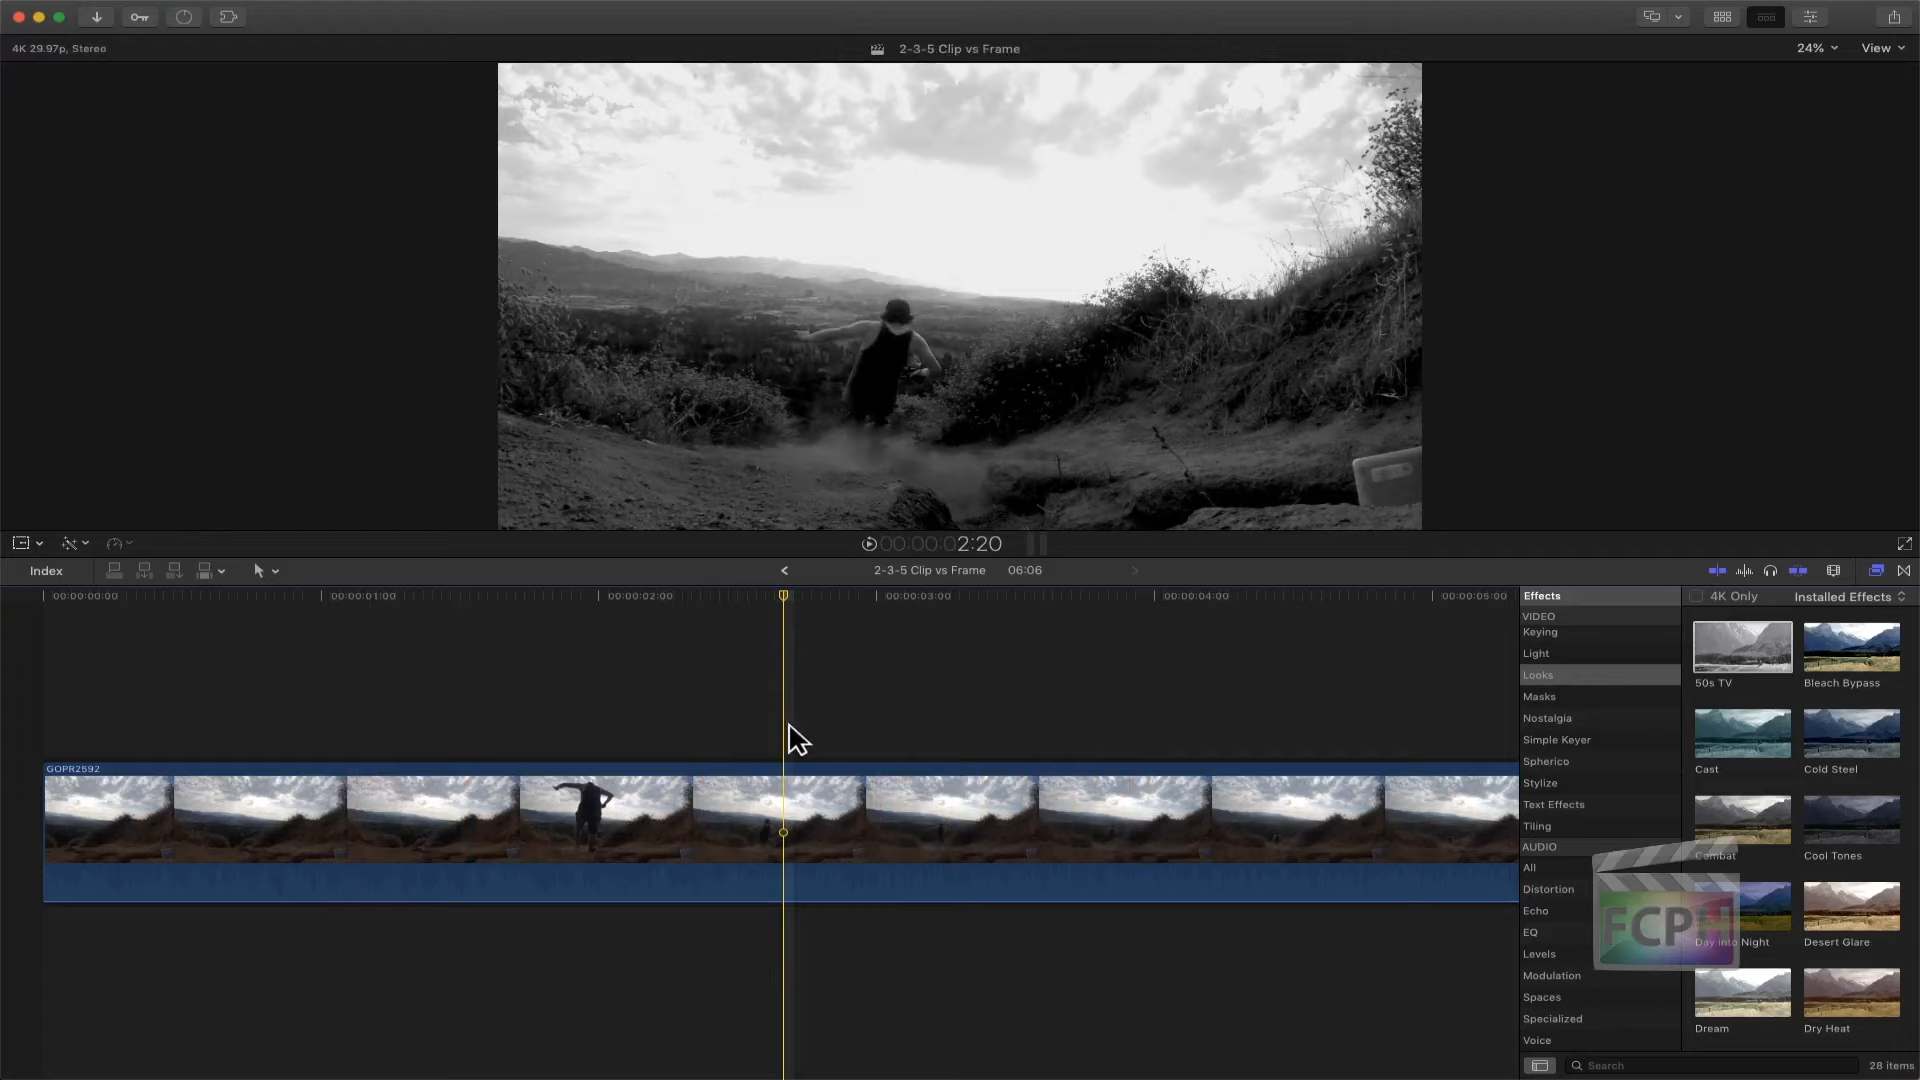 4K 29.97p, Stereo
2-3-5 Clip vs Frame
24%
View
00:00:02:20
Index
2-3-5 Clip vs Frame
06:06
00:00:00:00
00:00:01:00
00:00:02:00
00:00:03:00
00:00:04:00
00:00:05:00
GOPR2592
Effects
VIDEO
Keying
Light
Looks
Masks
Nostalgia
Simple Keyer
Spherico
Stylize
Text Effects
Tiling
AUDIO
All
Distortion
Echo
EQ
Levels
Modulation
Spaces
Specialized
Voice
4K Only
Installed Effects
50s TV
Bleach Bypass
Cast
Cold Steel
Combat
Cool Tones
Day into Night
Desert Glare
Dream
Dry Heat
FCPH
Search
28 items